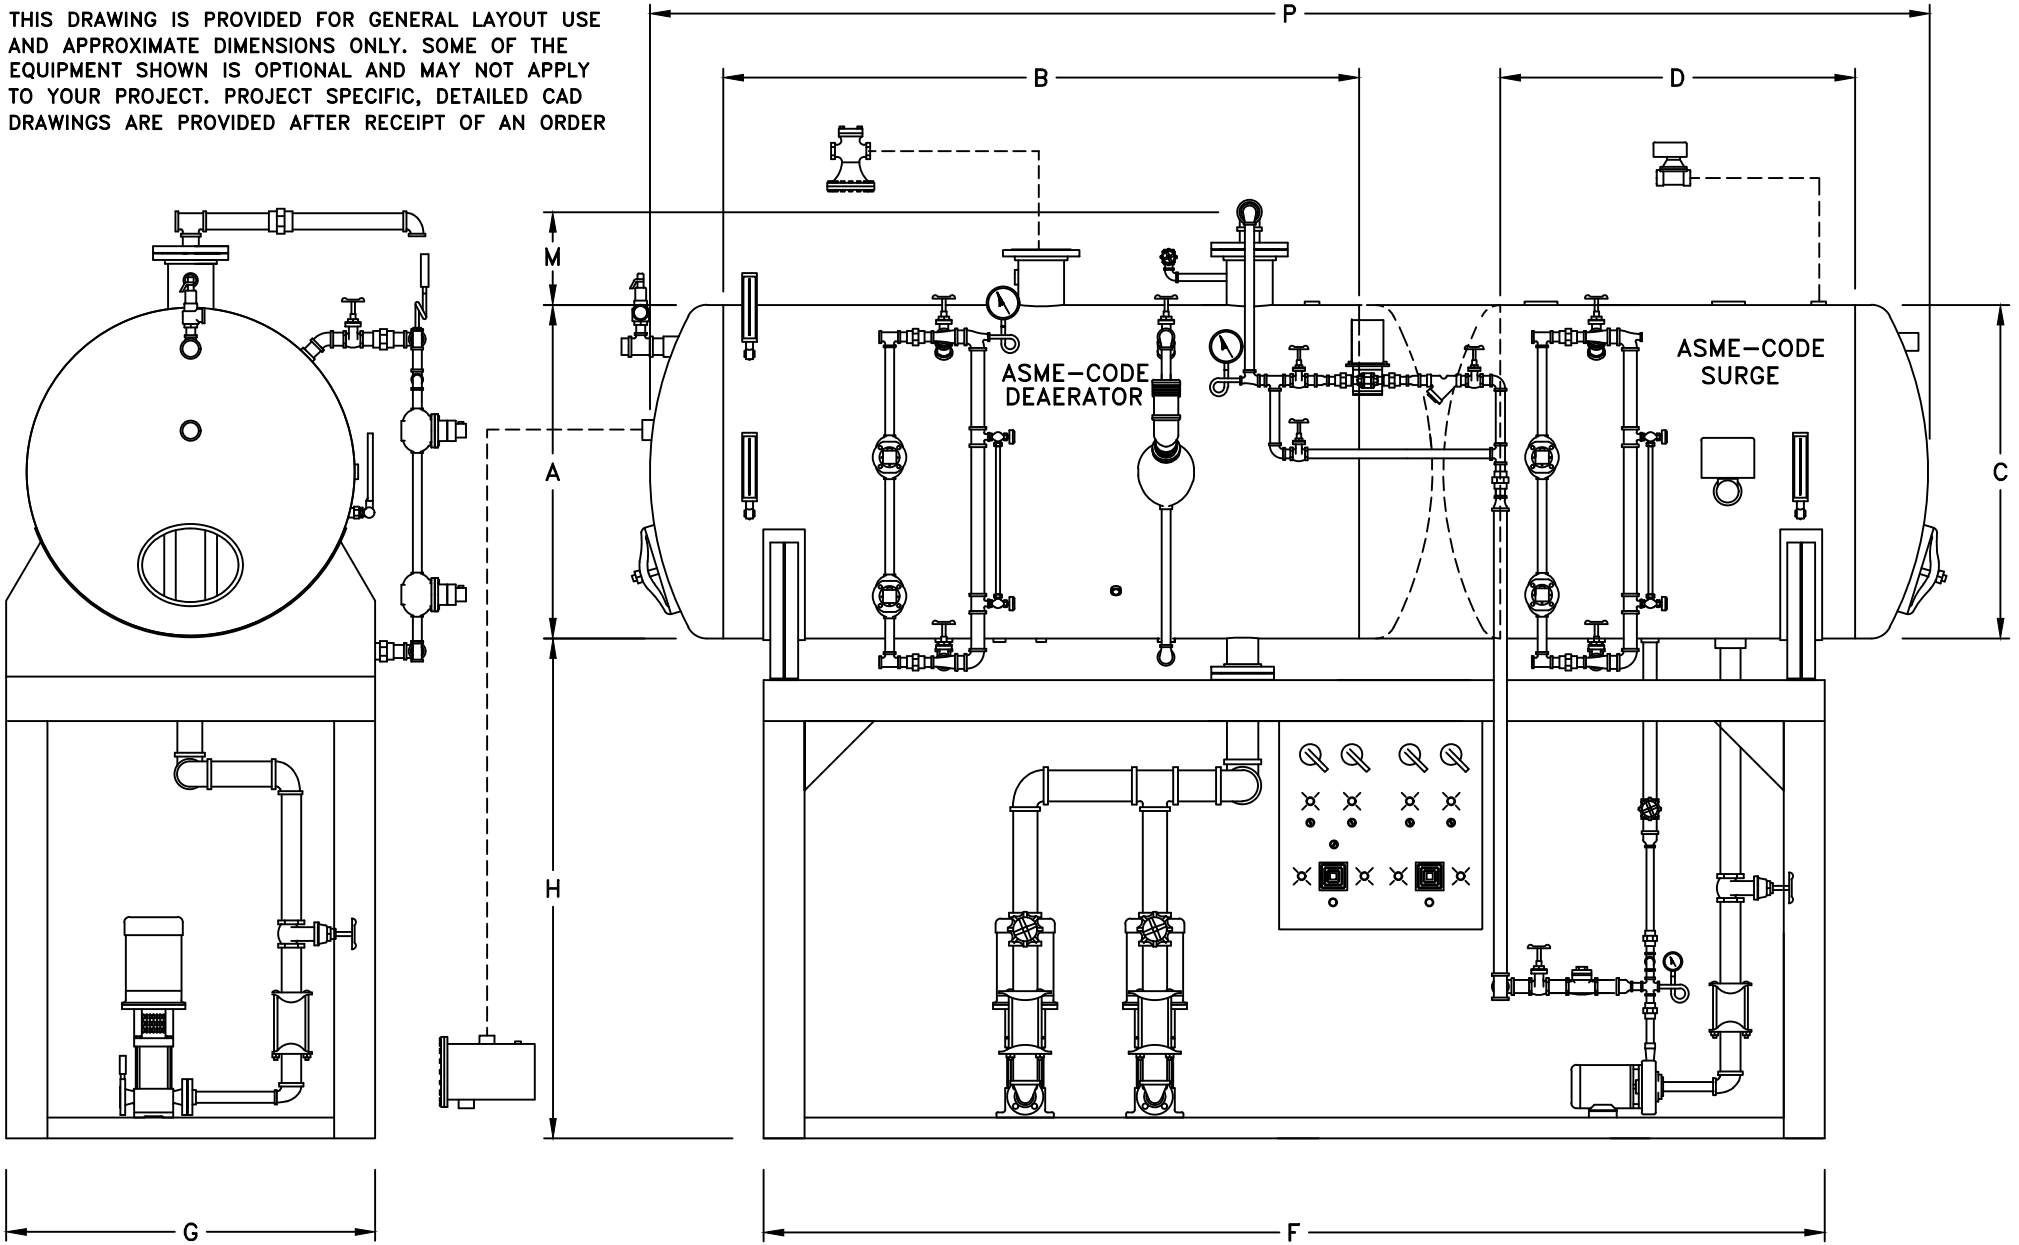 THIS DRAWING IS PROVIDED FOR GENERAL LAYOUT USE
AND APPROXIMATE DIMENSIONS ONLY. SOME OF THE
EQUIPMENT SHOWN IS OPTIONAL AND MAY NOT APPLY
TO YOUR PROJECT. PROJECT SPECIFIC, DETAILED CAD
DRAWINGS ARE PROVIDED AFTER RECEIPT OF AN ORDER
P
B
D
M
ASME-CODE
DEAERATOR
ASME-CODE
SURGE
A
C
H
G
F